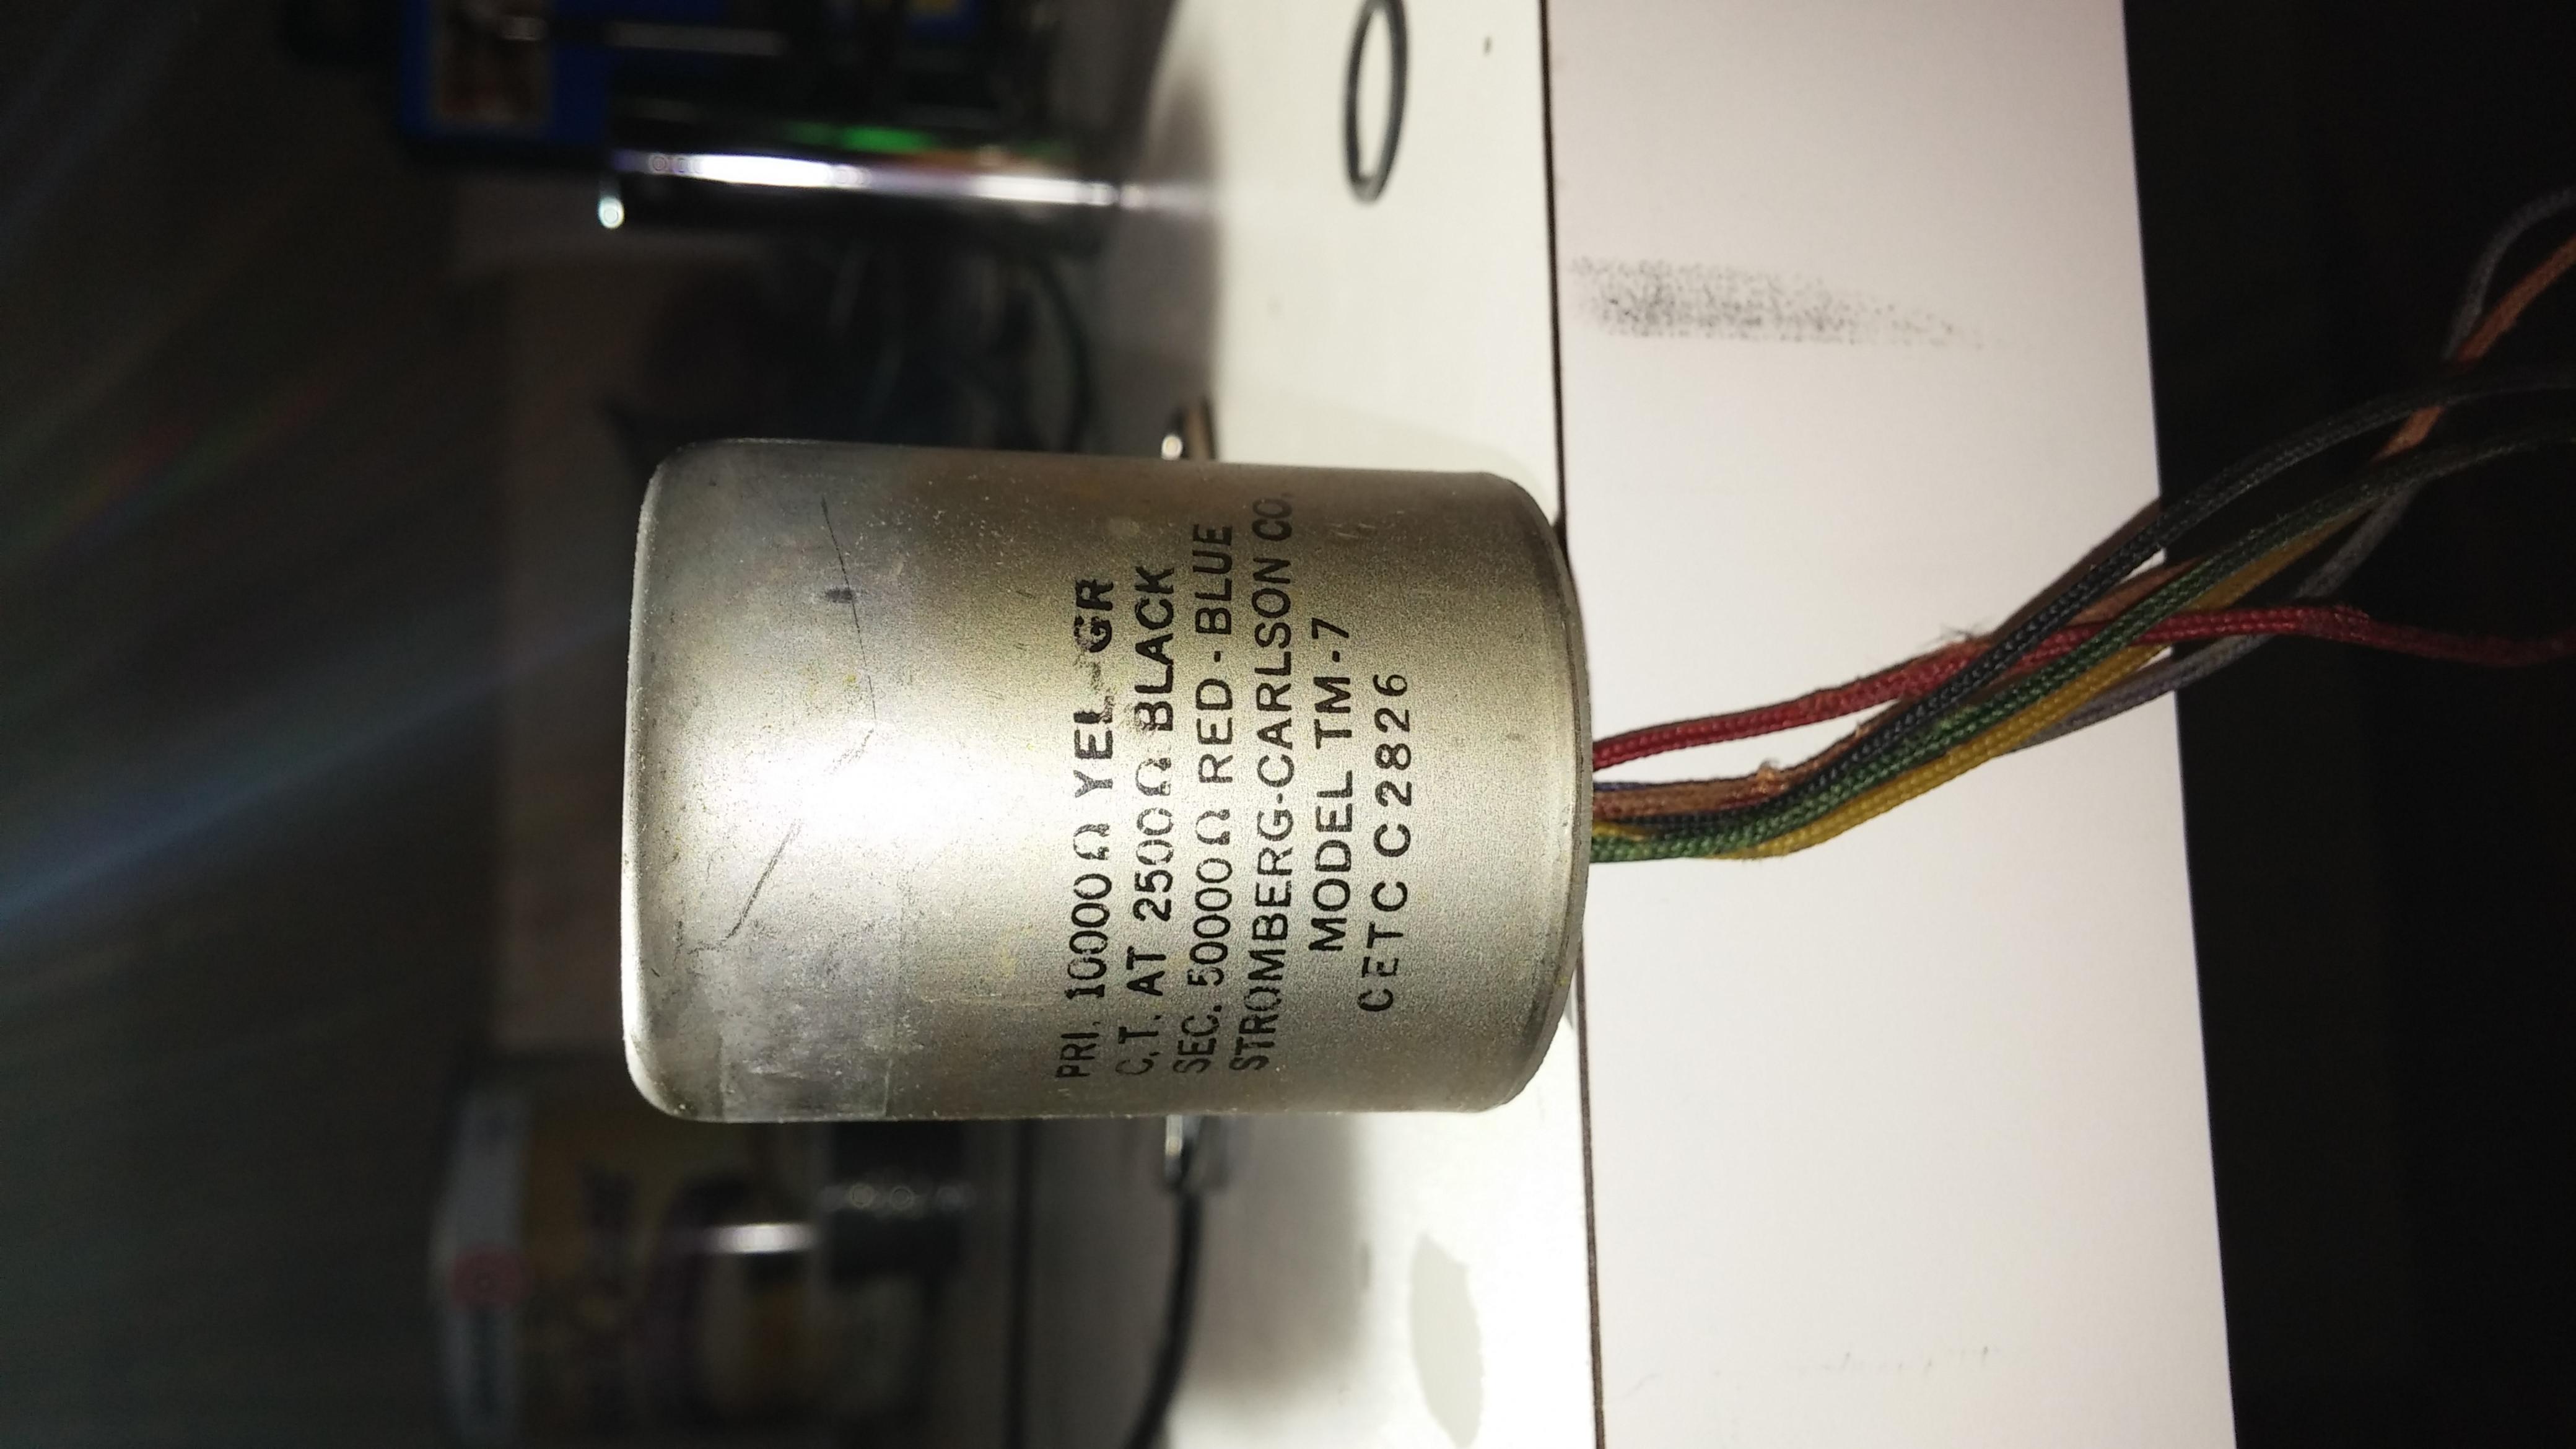 PRI. 10000Ω YEL-GR
C.T. AT 2500Ω BLACK
SEC. 50000Ω RED-BLUE
STROMBERG-CARLSON CO.
MODEL TM-7
CETC C2826